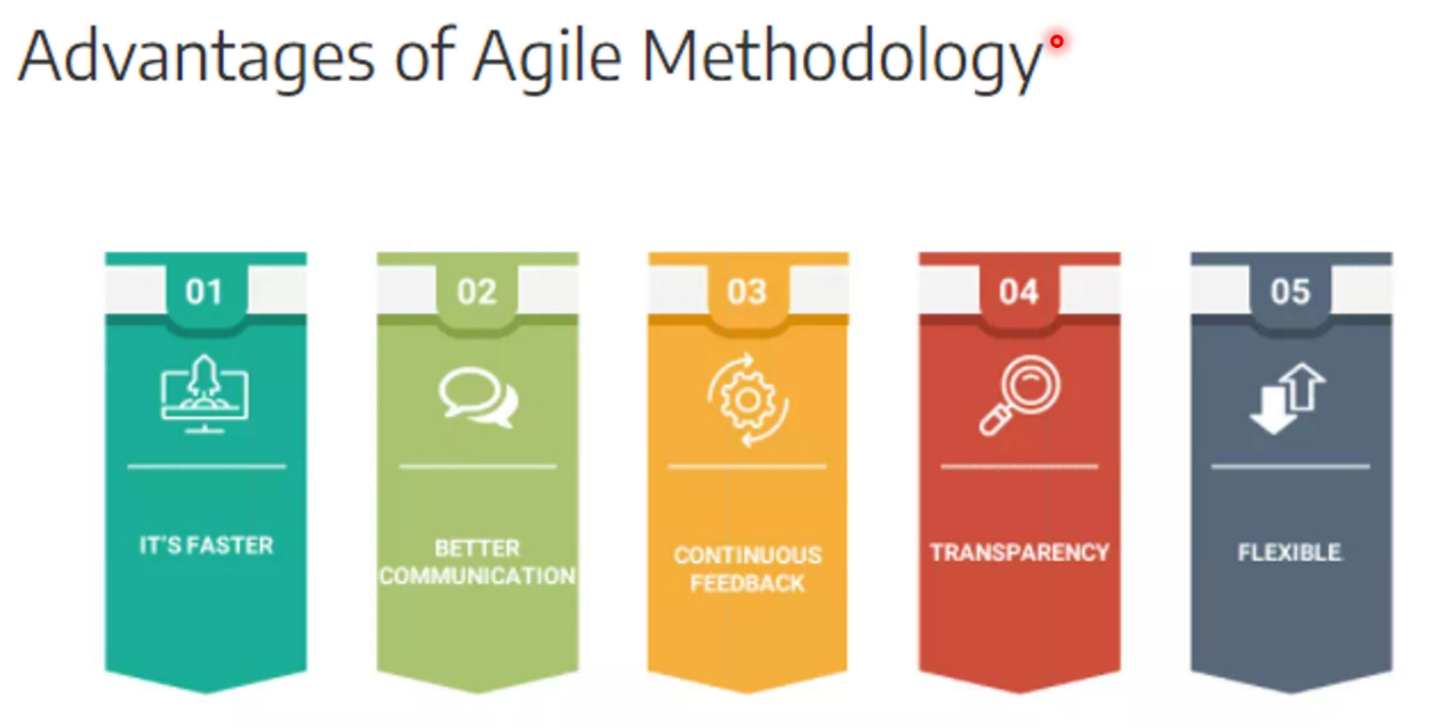 Advantages of Agile Methodology
01
02
03
04
05
IT'S FASTER
BETTER
COMMUNICATION
CONTINUOUS
FEEDBACK
TRANSPARENCY
FLEXIBLE